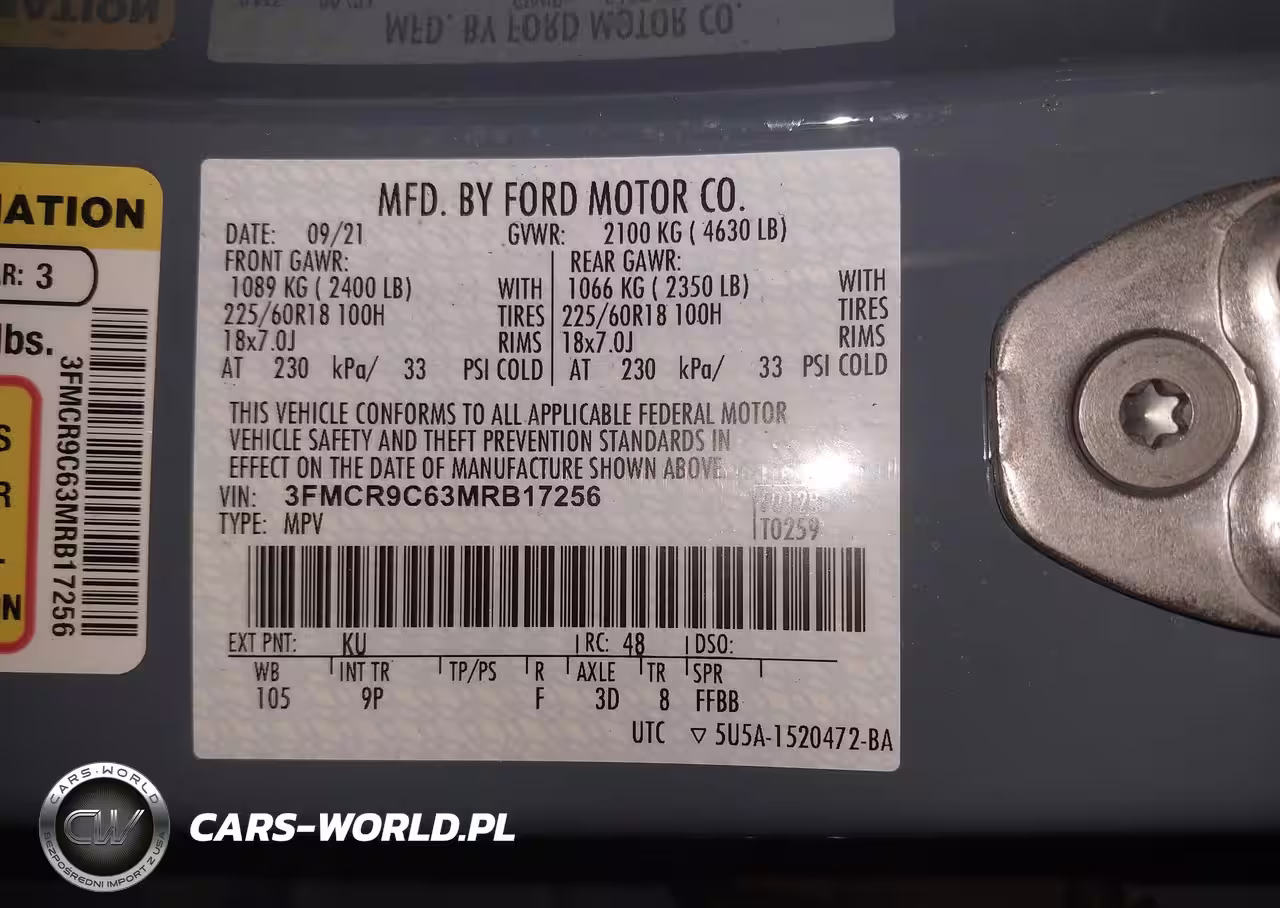 MFD. BY FORD MOTOR CO.
ATION
R: 3
lbs.
3FMCR9C63MRB17256
S
R
N
MFD. BY FORD MOTOR CO.
DATE: 09/21 GVWR: 2100 KG ( 4630 LB)
FRONT GAWR: REAR GAWR:
1089 KG ( 2400 LB) WITH 1066 KG ( 2350 LB) WITH
225/60R18 100H TIRES 225/60R18 100H TIRES
18x7.0J RIMS 18x7.0J RIMS
AT 230 kPa/ 33 PSI COLD AT 230 kPa/ 33 PSI COLD
THIS VEHICLE CONFORMS TO ALL APPLICABLE FEDERAL MOTOR
VEHICLE SAFETY AND THEFT PREVENTION STANDARDS IN
EFFECT ON THE DATE OF MANUFACTURE SHOWN ABOVE.
VIN: 3FMCR9C63MRB17256
TYPE: MPV T0259
EXT PNT: KU RC: 48 DSO:
WB INT TR TP/PS R AXLE TR SPR
105 9P F 3D 8 FFBB
UTC ▽ 5U5A-1520472-BA
CARS-WORLD
CW
BEZPOŚREDNI IMPORT Z USA
CARS-WORLD.PL